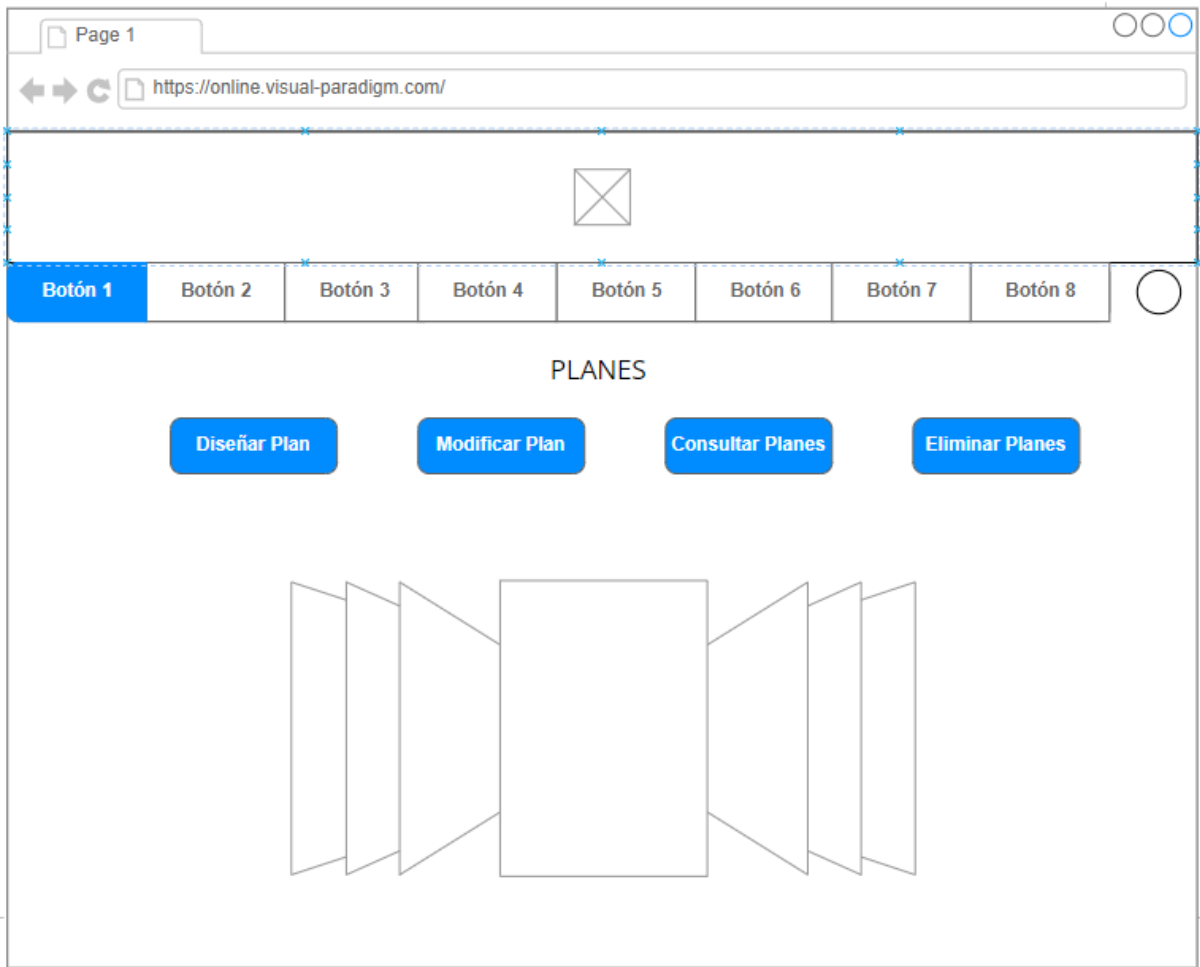 Page 1
https://online.visual-paradigm.com/
Botón 1 Botón 2 Botón 3 Botón 4 Botón 5 Botón 6 Botón 7 Botón 8
PLANES
Diseñar Plan Modificar Plan Consultar Planes Eliminar Planes